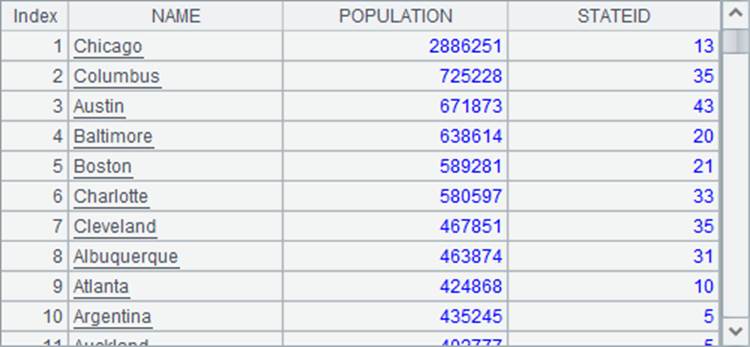 Index NAME POPULATION STATEID
1 Chicago 2886251 13
2 Columbus 725228 35
3 Austin 671873 43
4 Baltimore 638614 20
5 Boston 589281 21
6 Charlotte 580597 33
7 Cleveland 467851 35
8 Albuquerque 463874 31
9 Atlanta 424868 10
10 Argentina 435245 5
11 Auckland 402777 5